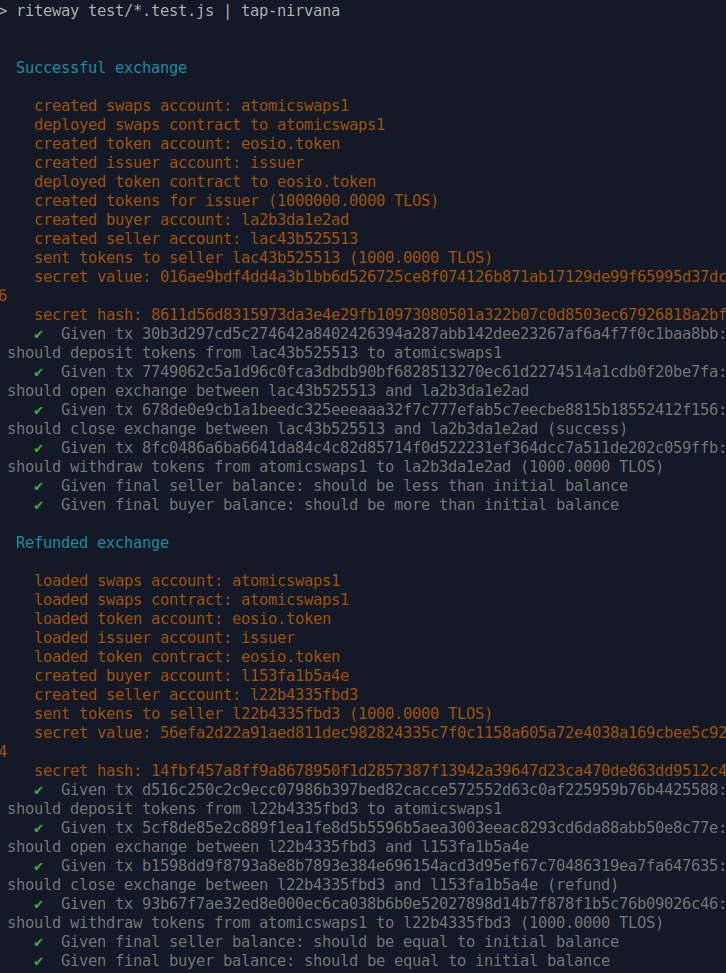 > riteway test/*.test.js | tap-nirvana
Successful exchange
created swaps account: atomicswaps1
deployed swaps contract to atomicswaps1
created token account: eosio.token
created issuer account: issuer
deployed token contract to eosio.token
created tokens for issuer (1000000.0000 TLOS)
created buyer account: la2b3da1e2ad
created seller account: lac43b525513
sent tokens to seller lac43b525513 (1000.0000 TLOS)
secret value: 016ae9bdf4dd4a3b1bb6d526725ce8f074126b871ab17129de99f65995d37dc
6
secret hash: 8611d56d8315973da3e4e29fb10973080501a322b07c0d8503ec67926818a2bf
✔ Given tx 30b3d297cd5c274642a8402426394a287abb142dee23267af6a4f7f0c1baa8bb:
should deposit tokens from lac43b525513 to atomicswaps1
✔ Given tx 7749062c5a1d96c0fca3dbdb90bf6828513270ec61d2274514a1cdb0f20be7fa:
should open exchange between lac43b525513 and la2b3da1e2ad
✔ Given tx 678de0e9cb1a1beedc325eeeaaa32f7c777efab5c7eecbe8815b18552412f156:
should close exchange between lac43b525513 and la2b3da1e2ad (success)
✔ Given tx 8fc0486a6ba6641da84c4c82d85714f0d522231ef364dcc7a511de202c059ffb:
should withdraw tokens from atomicswaps1 to la2b3da1e2ad (1000.0000 TLOS)
✔ Given final seller balance: should be less than initial balance
✔ Given final buyer balance: should be more than initial balance
Refunded exchange
loaded swaps account: atomicswaps1
loaded swaps contract: atomicswaps1
loaded token account: eosio.token
loaded issuer account: issuer
loaded token contract: eosio.token
created buyer account: l153fa1b5a4e
created seller account: l22b4335fbd3
sent tokens to seller l22b4335fbd3 (1000.0000 TLOS)
secret value: 56efa2d22a91aed811dec982824335c7f0c1158a605a72e4038a169cbee5c92
4
secret hash: 14fbf457a8ff9a8678950f1d2857387f13942a39647d23ca470de863dd9512c4
✔ Given tx d516c250c2c9ecc07986b397bed82cacce572552d63c0af225959b76b4425588:
should deposit tokens from l22b4335fbd3 to atomicswaps1
✔ Given tx 5cf8de85e2c889f1ea1fe8d5b5596b5aea3003eeac8293cd6da88abb50e8c77e:
should open exchange between l22b4335fbd3 and l153fa1b5a4e
✔ Given tx b1598dd9f8793a8e8b7893e384e696154acd3d95ef67c70486319ea7fa647635:
should close exchange between l22b4335fbd3 and l153fa1b5a4e (refund)
✔ Given tx 93b67f7ae32ed8e000ec6ca038b6b0e52027898d14b7f878f1b5c76b09026c46:
should withdraw tokens from atomicswaps1 to l22b4335fbd3 (1000.0000 TLOS)
✔ Given final seller balance: should be equal to initial balance
✔ Given final buyer balance: should be equal to initial balance